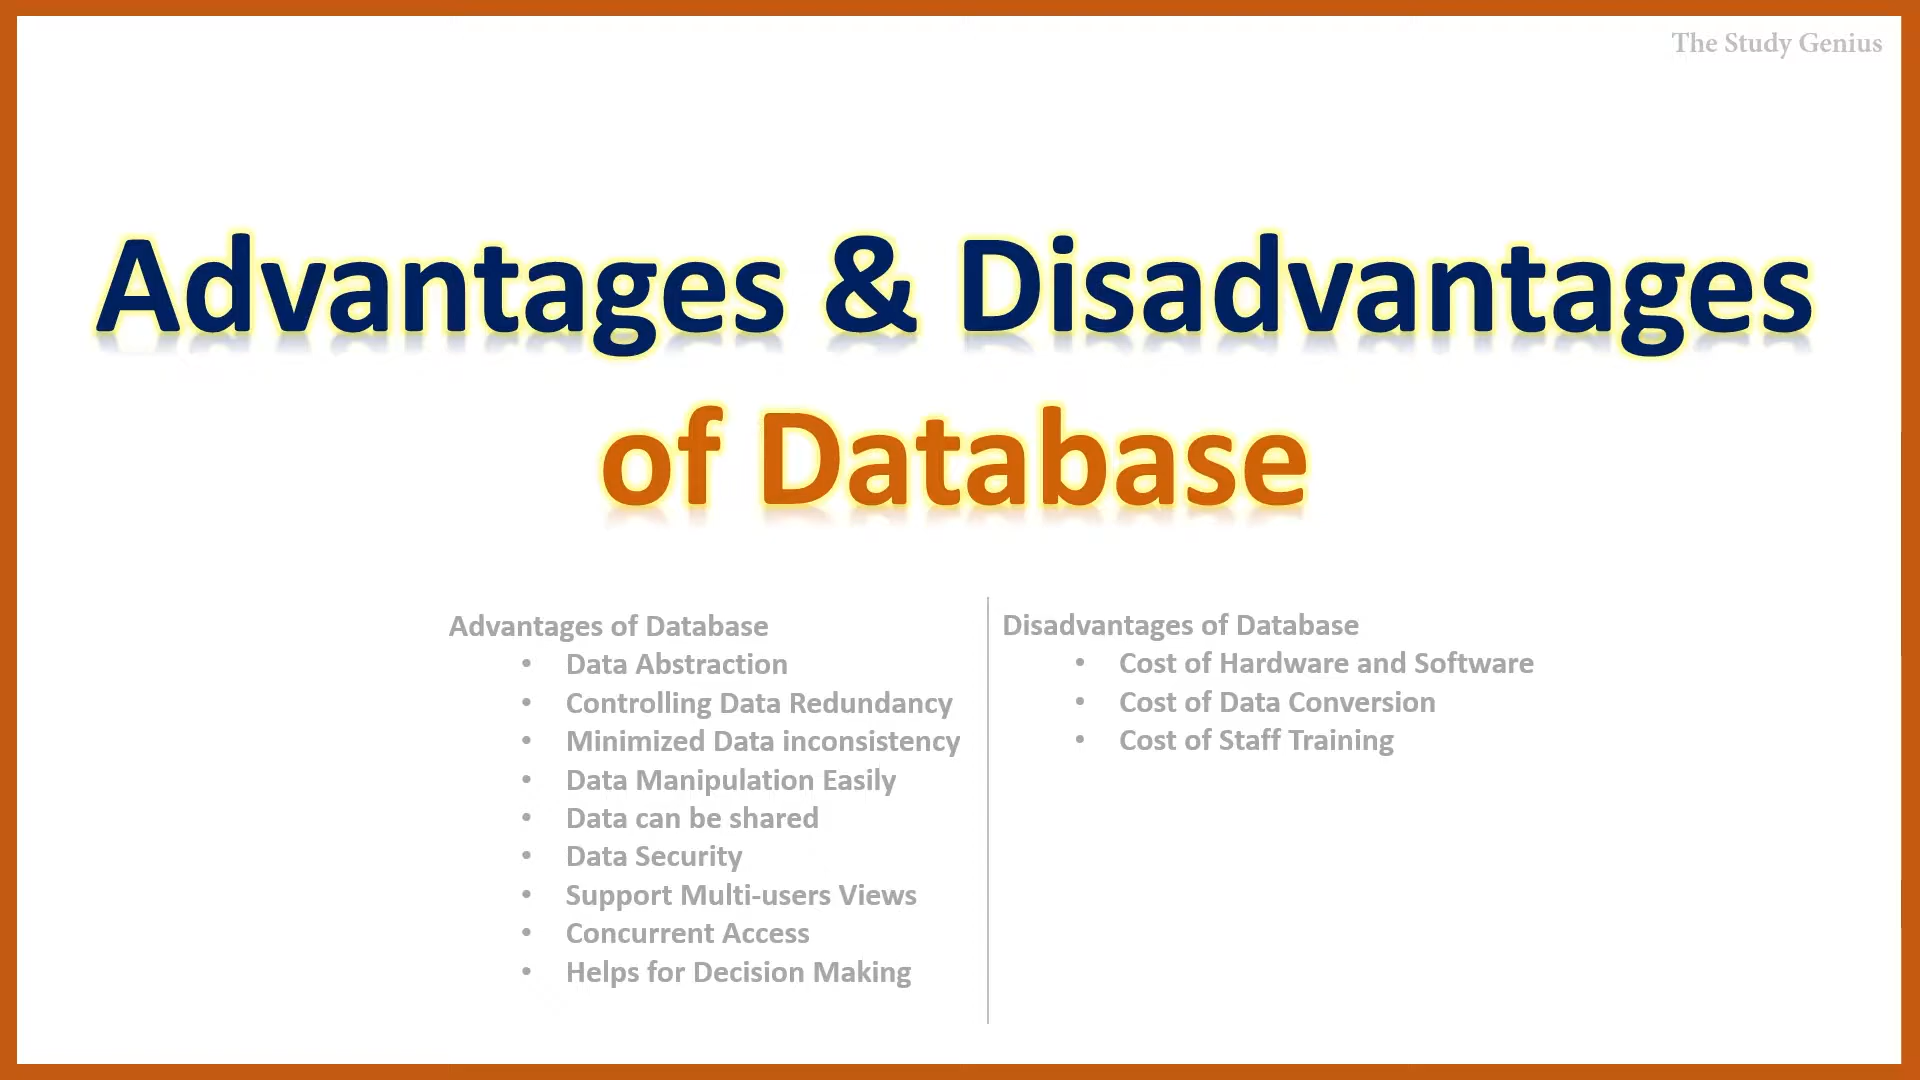 The Study Genius
Advantages & Disadvantages
of Database
Advantages of Database
• Data Abstraction
• Controlling Data Redundancy
• Minimized Data inconsistency
• Data Manipulation Easily
• Data can be shared
• Data Security
• Support Multi-users Views
• Concurrent Access
• Helps for Decision Making
Disadvantages of Database
• Cost of Hardware and Software
• Cost of Data Conversion
• Cost of Staff Training